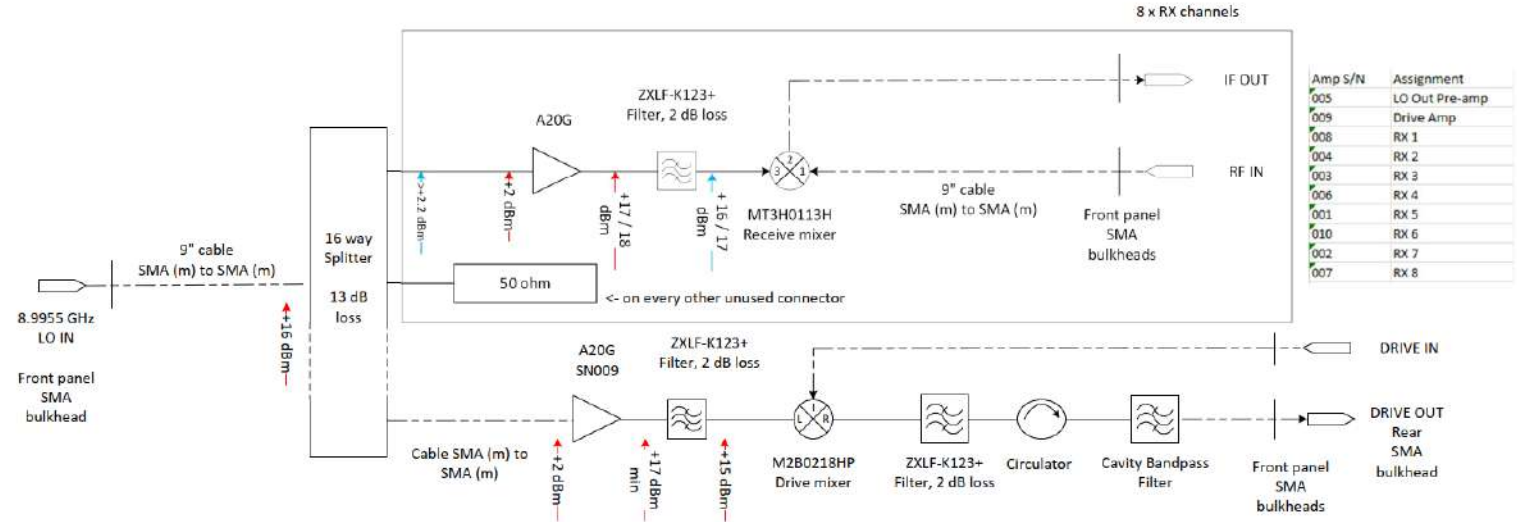 8 x RX channels
ZXLF-K123+
Filter, 2 dB loss
A20G
IF OUT
RF IN
2
3
1
->+2.2 dBm-
+2 dBm
+17 / 18
dBm
+ 16 / 17
dBm
MT3H0113H
Receive mixer
9" cable
SMA (m) to SMA (m)
Front panel
SMA
bulkheads
Amp S/N Assignment
005 LO Out Pre-amp
009 Drive Amp
008 RX 1
004 RX 2
003 RX 3
006 RX 4
001 RX 5
010 RX 6
002 RX 7
007 RX 8
16 way
Splitter
13 dB
loss
9" cable
SMA (m) to SMA (m)
8.9955 GHz
LO IN
Front panel
SMA
bulkhead
+16 dBm
50 ohm
<- on every other unused connector
A20G
SN009
ZXLF-K123+
Filter, 2 dB loss
DRIVE IN
I
L
R
DRIVE OUT
Rear
SMA
bulkhead
Cable SMA (m) to
SMA (m)
+2 dBm
+17 dBm
min
+15 dBm
M2B0218HP
Drive mixer
ZXLF-K123+
Filter, 2 dB loss
Circulator
Cavity Bandpass
Filter
Front panel
SMA
bulkheads